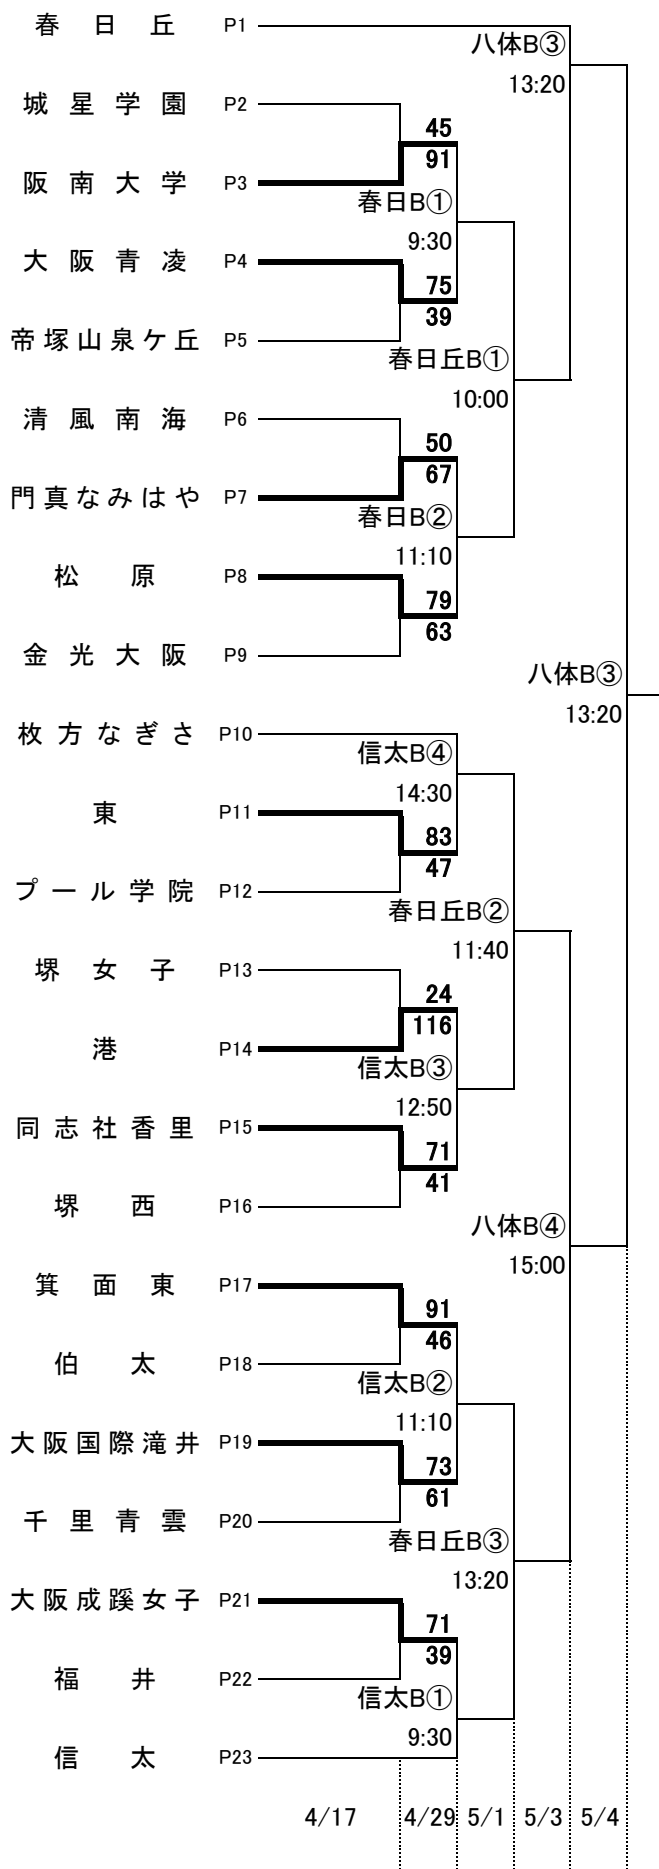 春日丘 P1
八体B③
13:20
城星学園 P2
45
91
阪南大学 P3
春日B①
9:30
大阪青凌 P4
75
39
帝塚山泉ケ丘 P5
春日丘B①
10:00
清風南海 P6
50
67
門真なみはや P7
春日B②
11:10
松原 P8
79
63
金光大阪 P9
八体B③
13:20
枚方なぎさ P10
信太B④
14:30
東 P11
83
47
プール学院 P12
春日丘B②
11:40
堺女子 P13
24
116
港 P14
信太B③
12:50
同志社香里 P15
71
41
堺西 P16
八体B④
15:00
箕面東 P17
91
46
伯太 P18
信太B②
11:10
大阪国際滝井 P19
73
61
千里青雲 P20
春日丘B③
13:20
大阪成蹊女子 P21
71
39
福井 P22
信太B①
9:30
信太 P23
4/17 4/29 5/1 5/3 5/4